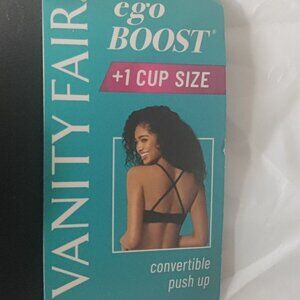 VANITY FAIR
ego
BOOST®
+1 CUP SIZE
convertible
push up